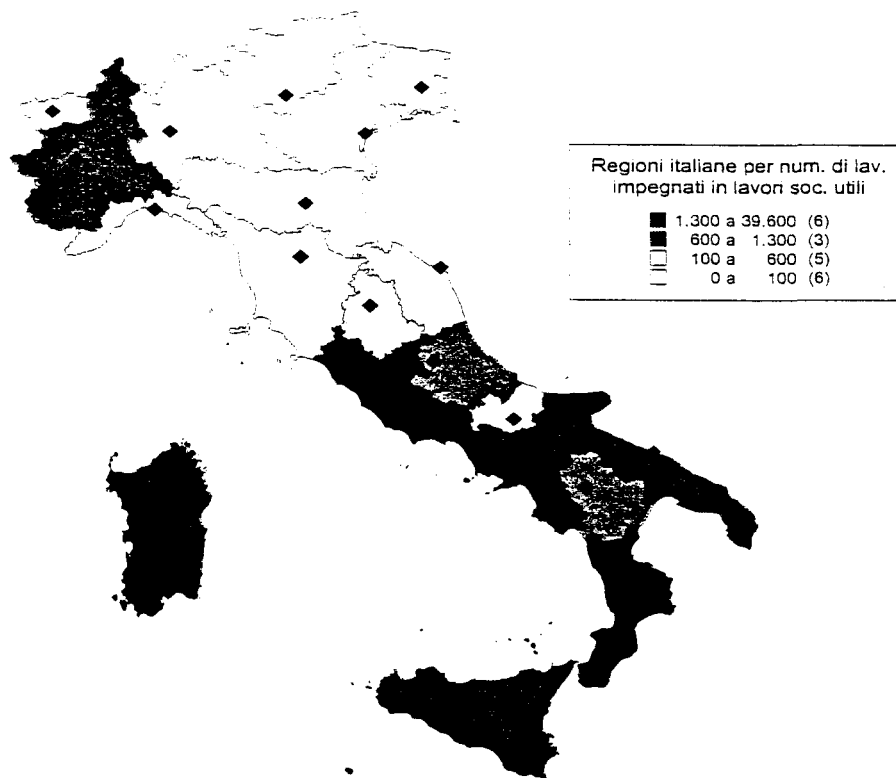 Regioni italiane per num. di lav.
impegnati in lavori soc. utili
1.300 a 39.600 (6)
600 a 1.300 (3)
100 a 600 (5)
0 a 100 (6)